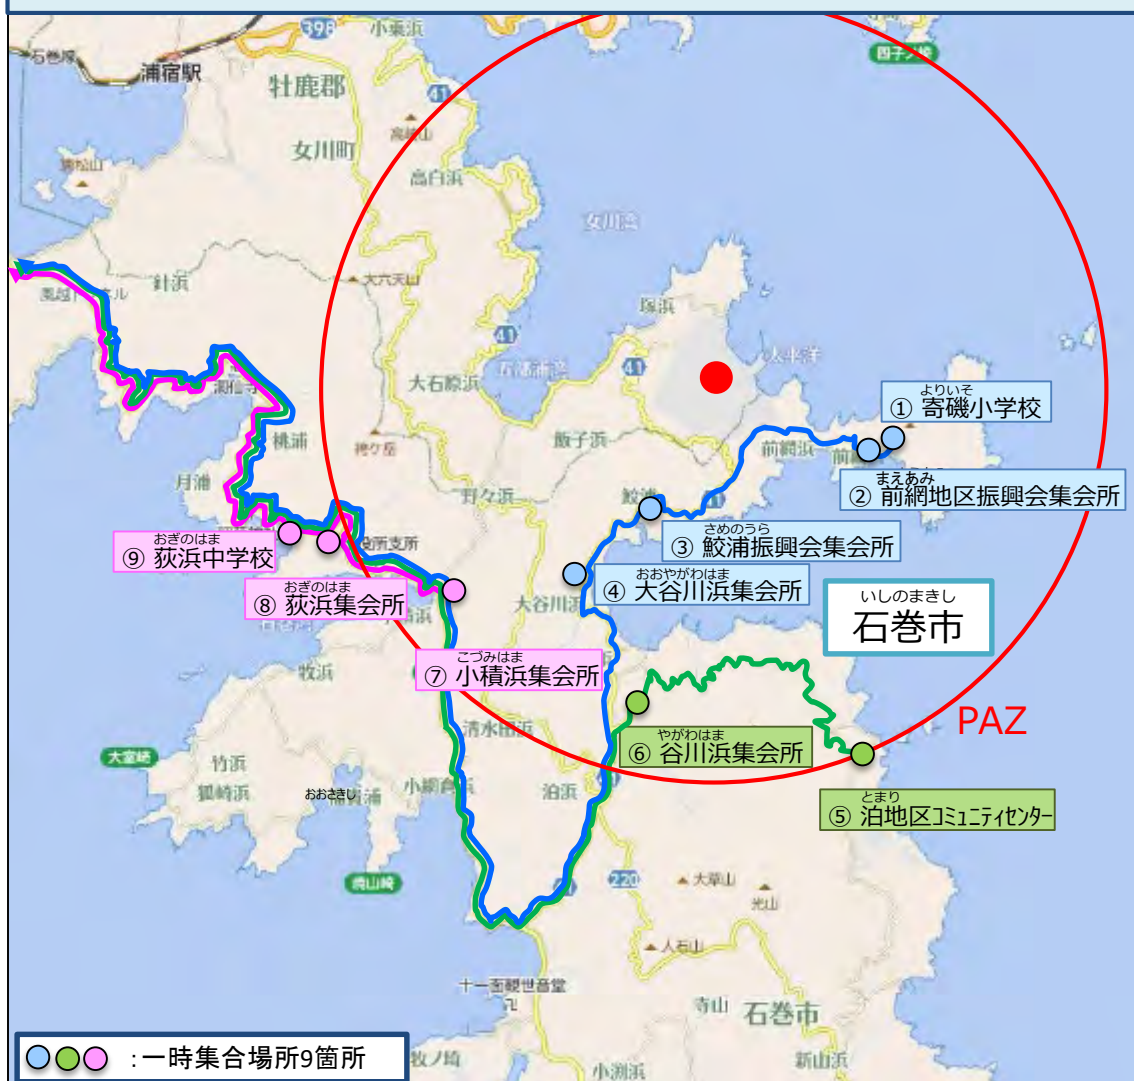 398
小乗浜
石巻線
浦宿駅
牡鹿郡
41
高崎山
女川町
高白浜
女川湾
針浜
大六天山
塚浜
41
41
太平洋
大石原浜
五部浦湾
よりいそ
① 寄磯小学校
飯子浜
前網浜
桃浦
月浦
野々浜
鮫浦
まえあみ
② 前網地区振興会集会所
さめのうら
③ 鮫浦振興会集会所
おぎのはま
⑨ 荻浜中学校
おぎのはま
⑧ 荻浜集会所
大谷川浜
おおやがわはま
④ 大谷川浜集会所
いしのまきし
石巻市
こづみはま
⑦ 小積浜集会所
牧浜
清水田浜
やがわはま
⑥ 谷川浜集会所
PAZ
大室崎
竹浜
狐崎浜
おおさきし
小網倉浜
泊浜
とまり
⑤ 泊地区コミュニティセンター
220
大草山
光山
十一面観世音堂
寺山
石巻市
:一時集合場所9箇所
牧ノ崎
小渕浜
新山浜